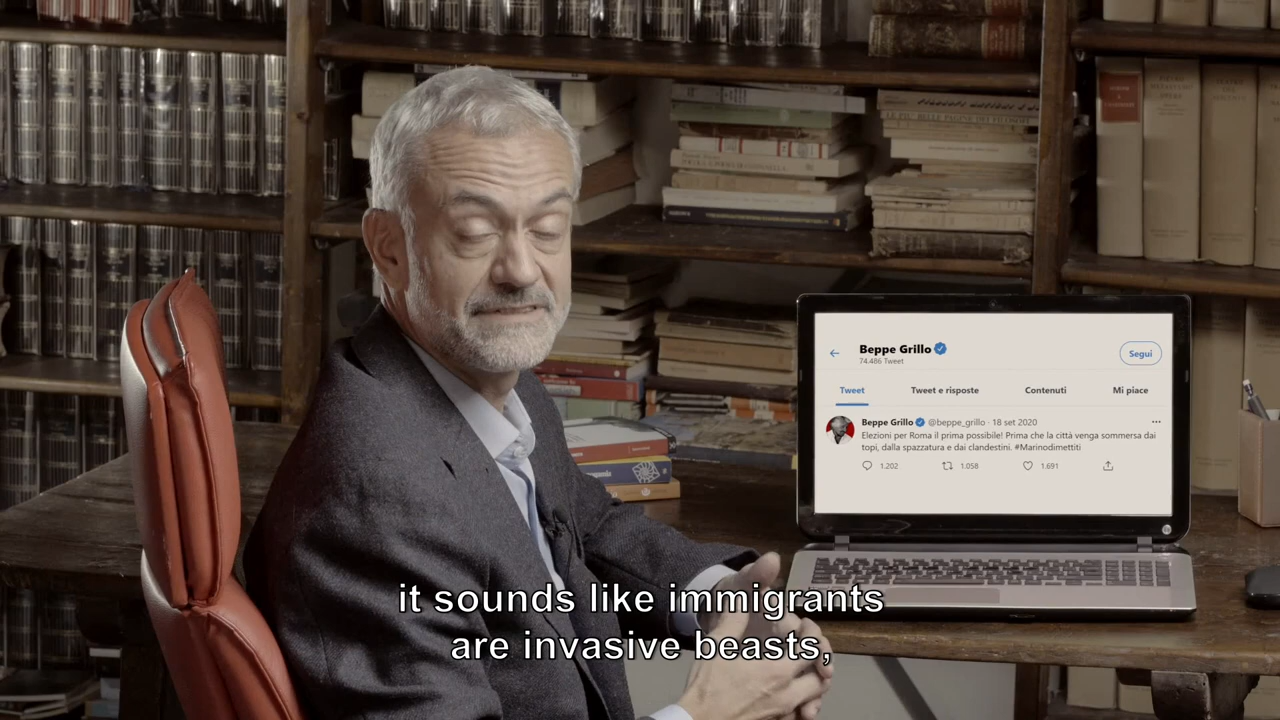 Beppe Grillo
74.486 Tweet
Segui
Tweet
Tweet e risposte
Contenuti
Mi piace
Beppe Grillo @beppe_grillo · 18 set 2020
Elezioni per Roma il prima possibile! Prima che la città venga sommersa dai
topi, dalla spazzatura e dai clandestini. #Marinodimettiti
1.202
1.058
1.691
it sounds like immigrants
are invasive beasts,